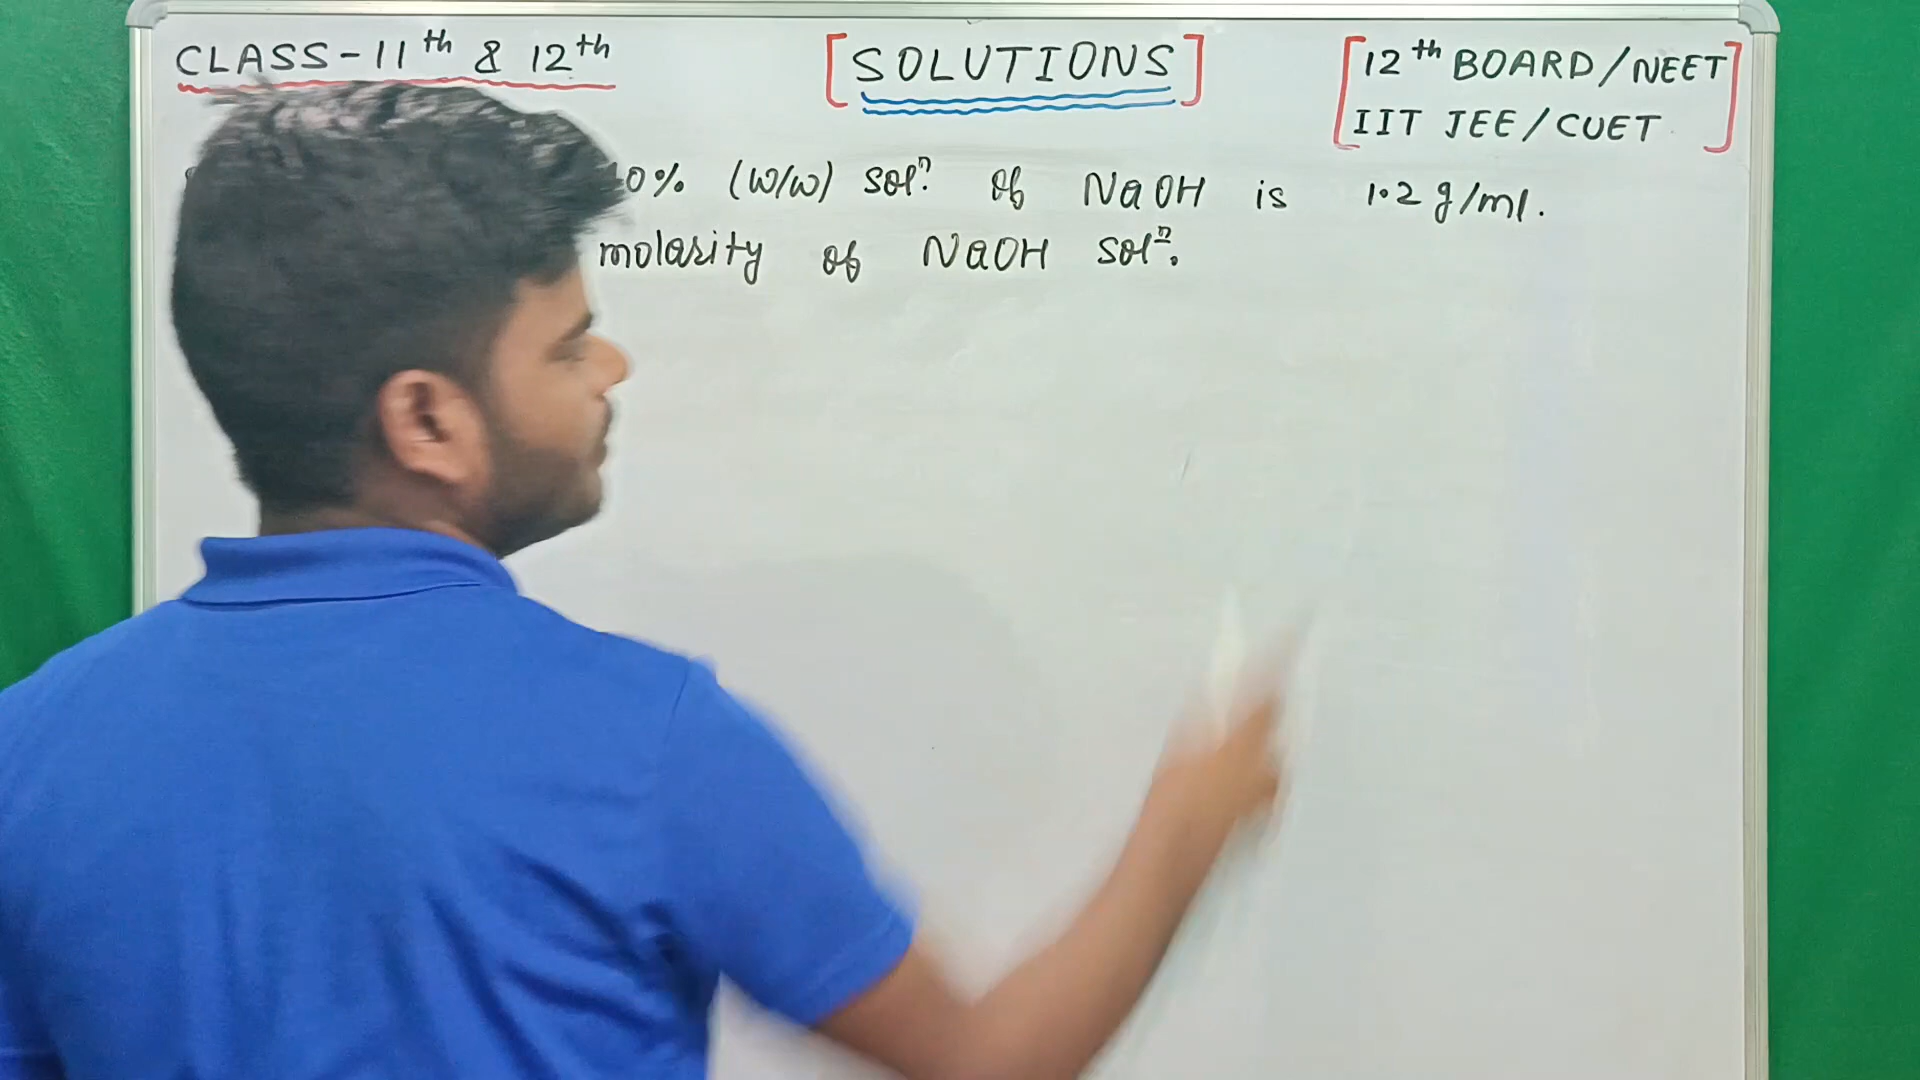 CLASS-11th & 12th
[SOLUTIONS]
[12th BOARD/NEET
IIT JEE/CUET]
0% (w/w) solⁿ. of NaOH is 1.2 g/ml.
molarity of NaOH solⁿ.